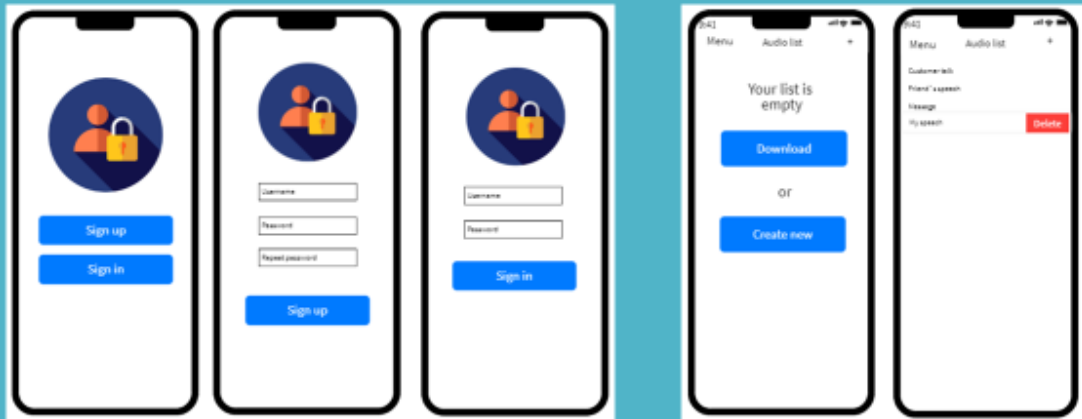 Sign up
Sign in
Username
Password
Repeat password
Sign up
Username
Password
Sign in
9:41
Menu Audio list +
Your list is
empty
Download
or
Create new
9:41
Menu Audio list +
Customer talk
Friend's speech
Message
My speech Delete